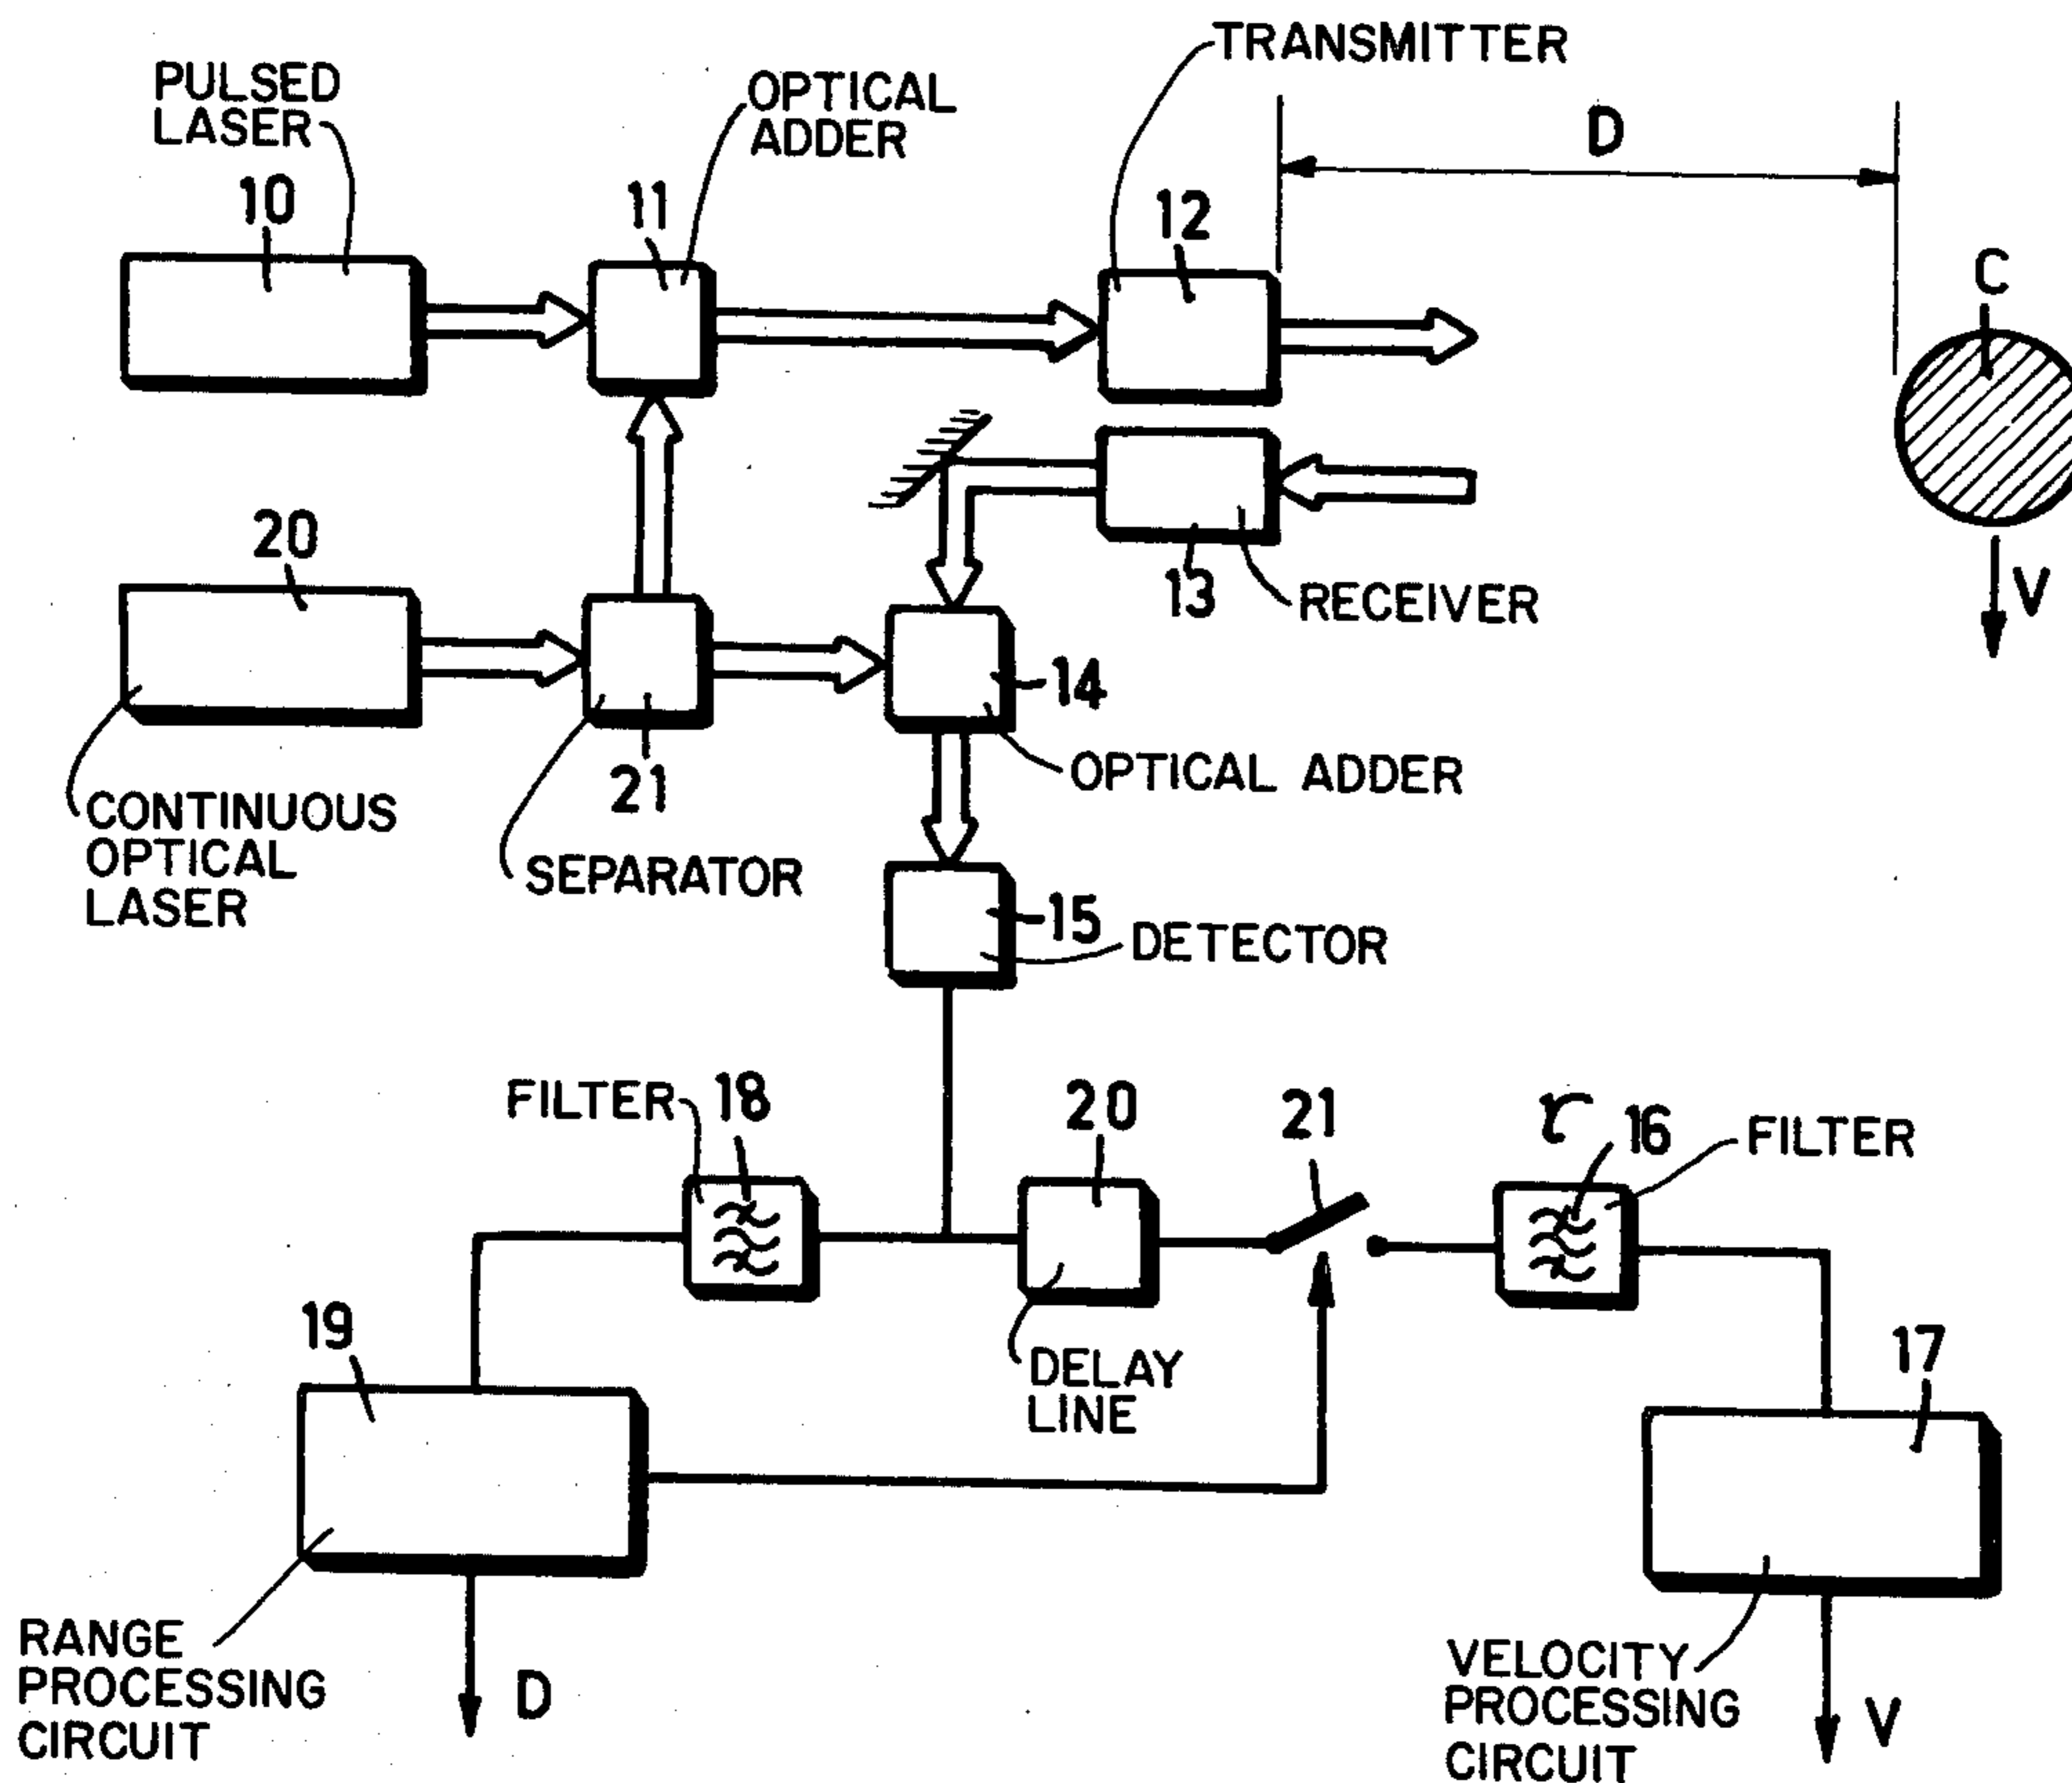 TRANSMITTER
PULSED
LASER
OPTICAL
ADDER
D
10
11
12
C
20
13
RECEIVER
V
14
21
OPTICAL ADDER
CONTINUOUS
OPTICAL
LASER
SEPARATOR
15
DETECTOR
FILTER
18
20
21
τ
16
FILTER
19
DELAY
LINE
17
RANGE
PROCESSING
CIRCUIT
D
VELOCITY
PROCESSING
CIRCUIT
V